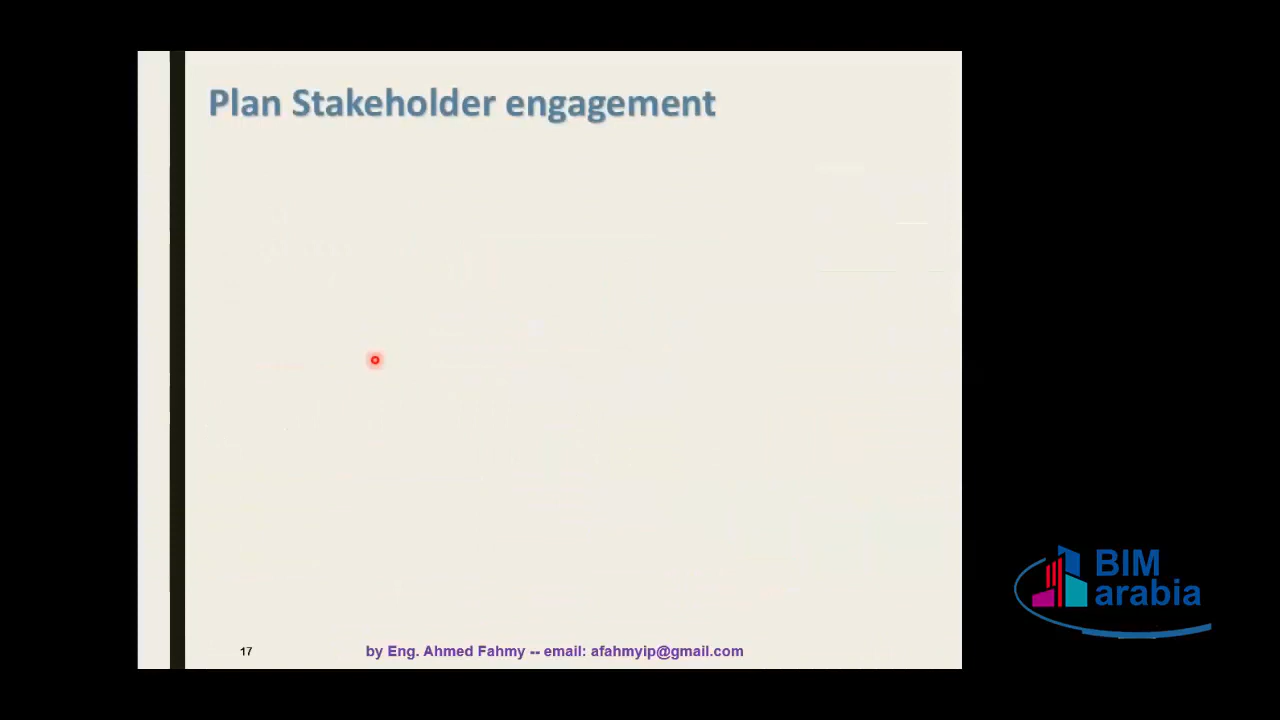 Plan Stakeholder engagement
17
by Eng. Ahmed Fahmy -- email: afahmyip@gmail.com
BIM
arabia